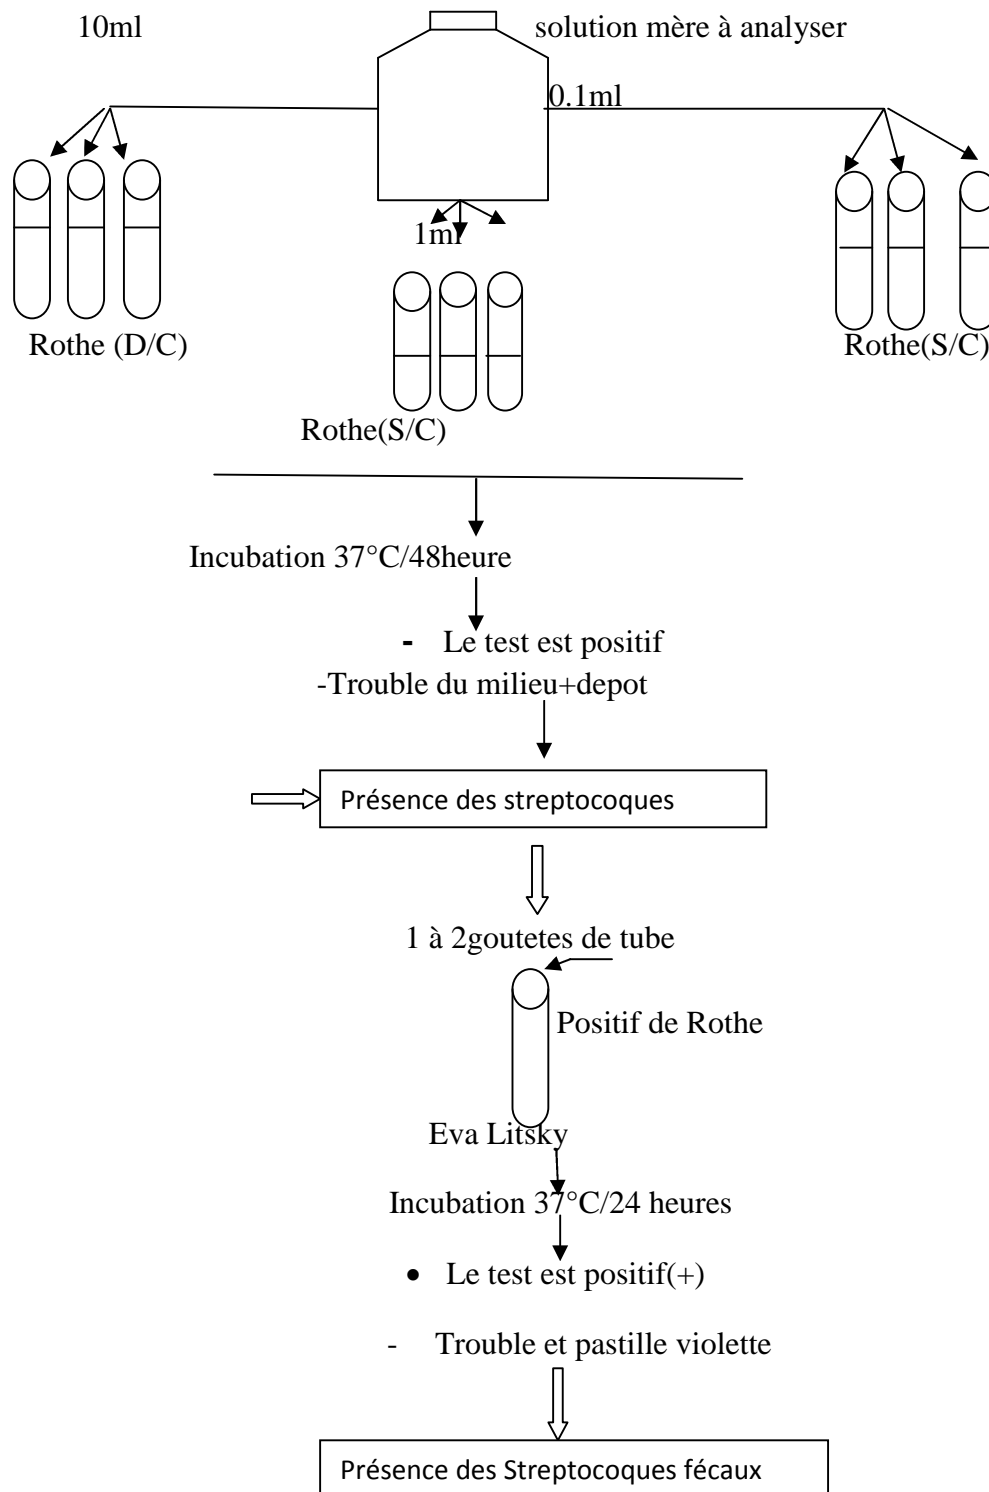 10ml
solution mère à analyser
0.1ml
1ml
Rothe (D/C)
Rothe(S/C)
Rothe(S/C)
Incubation 37°C/48heure
- Le test est positif
-Trouble du milieu+depot
Présence des streptocoques
1 à 2goutetes de tube
Positif de Rothe
Eva Litsky
Incubation 37°C/24 heures
• Le test est positif(+)
- Trouble et pastille violette
Présence des Streptocoques fécaux